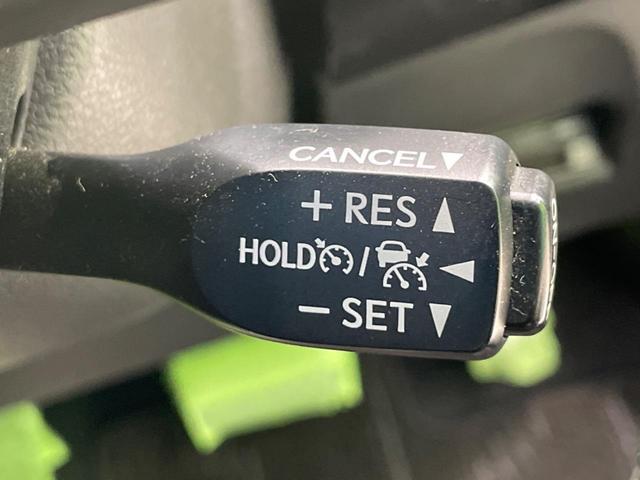 CANCEL▼
+ RES ▲
HOLD / ◀
− SET ▼